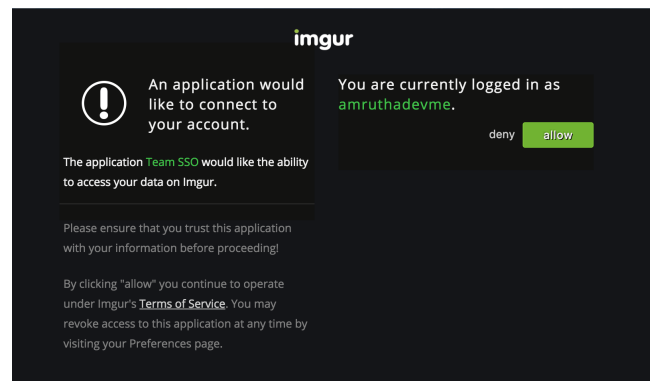 imgur
An application would
like to connect to
your account.
The application Team SSO would like the ability
to access your data on Imgur.
Please ensure that you trust this application
with your information before proceeding!
By clicking "allow" you continue to operate
under Imgur's Terms of Service. You may
revoke access to this application at any time by
visiting your Preferences page.
You are currently logged in as
amruthadevme.
deny allow